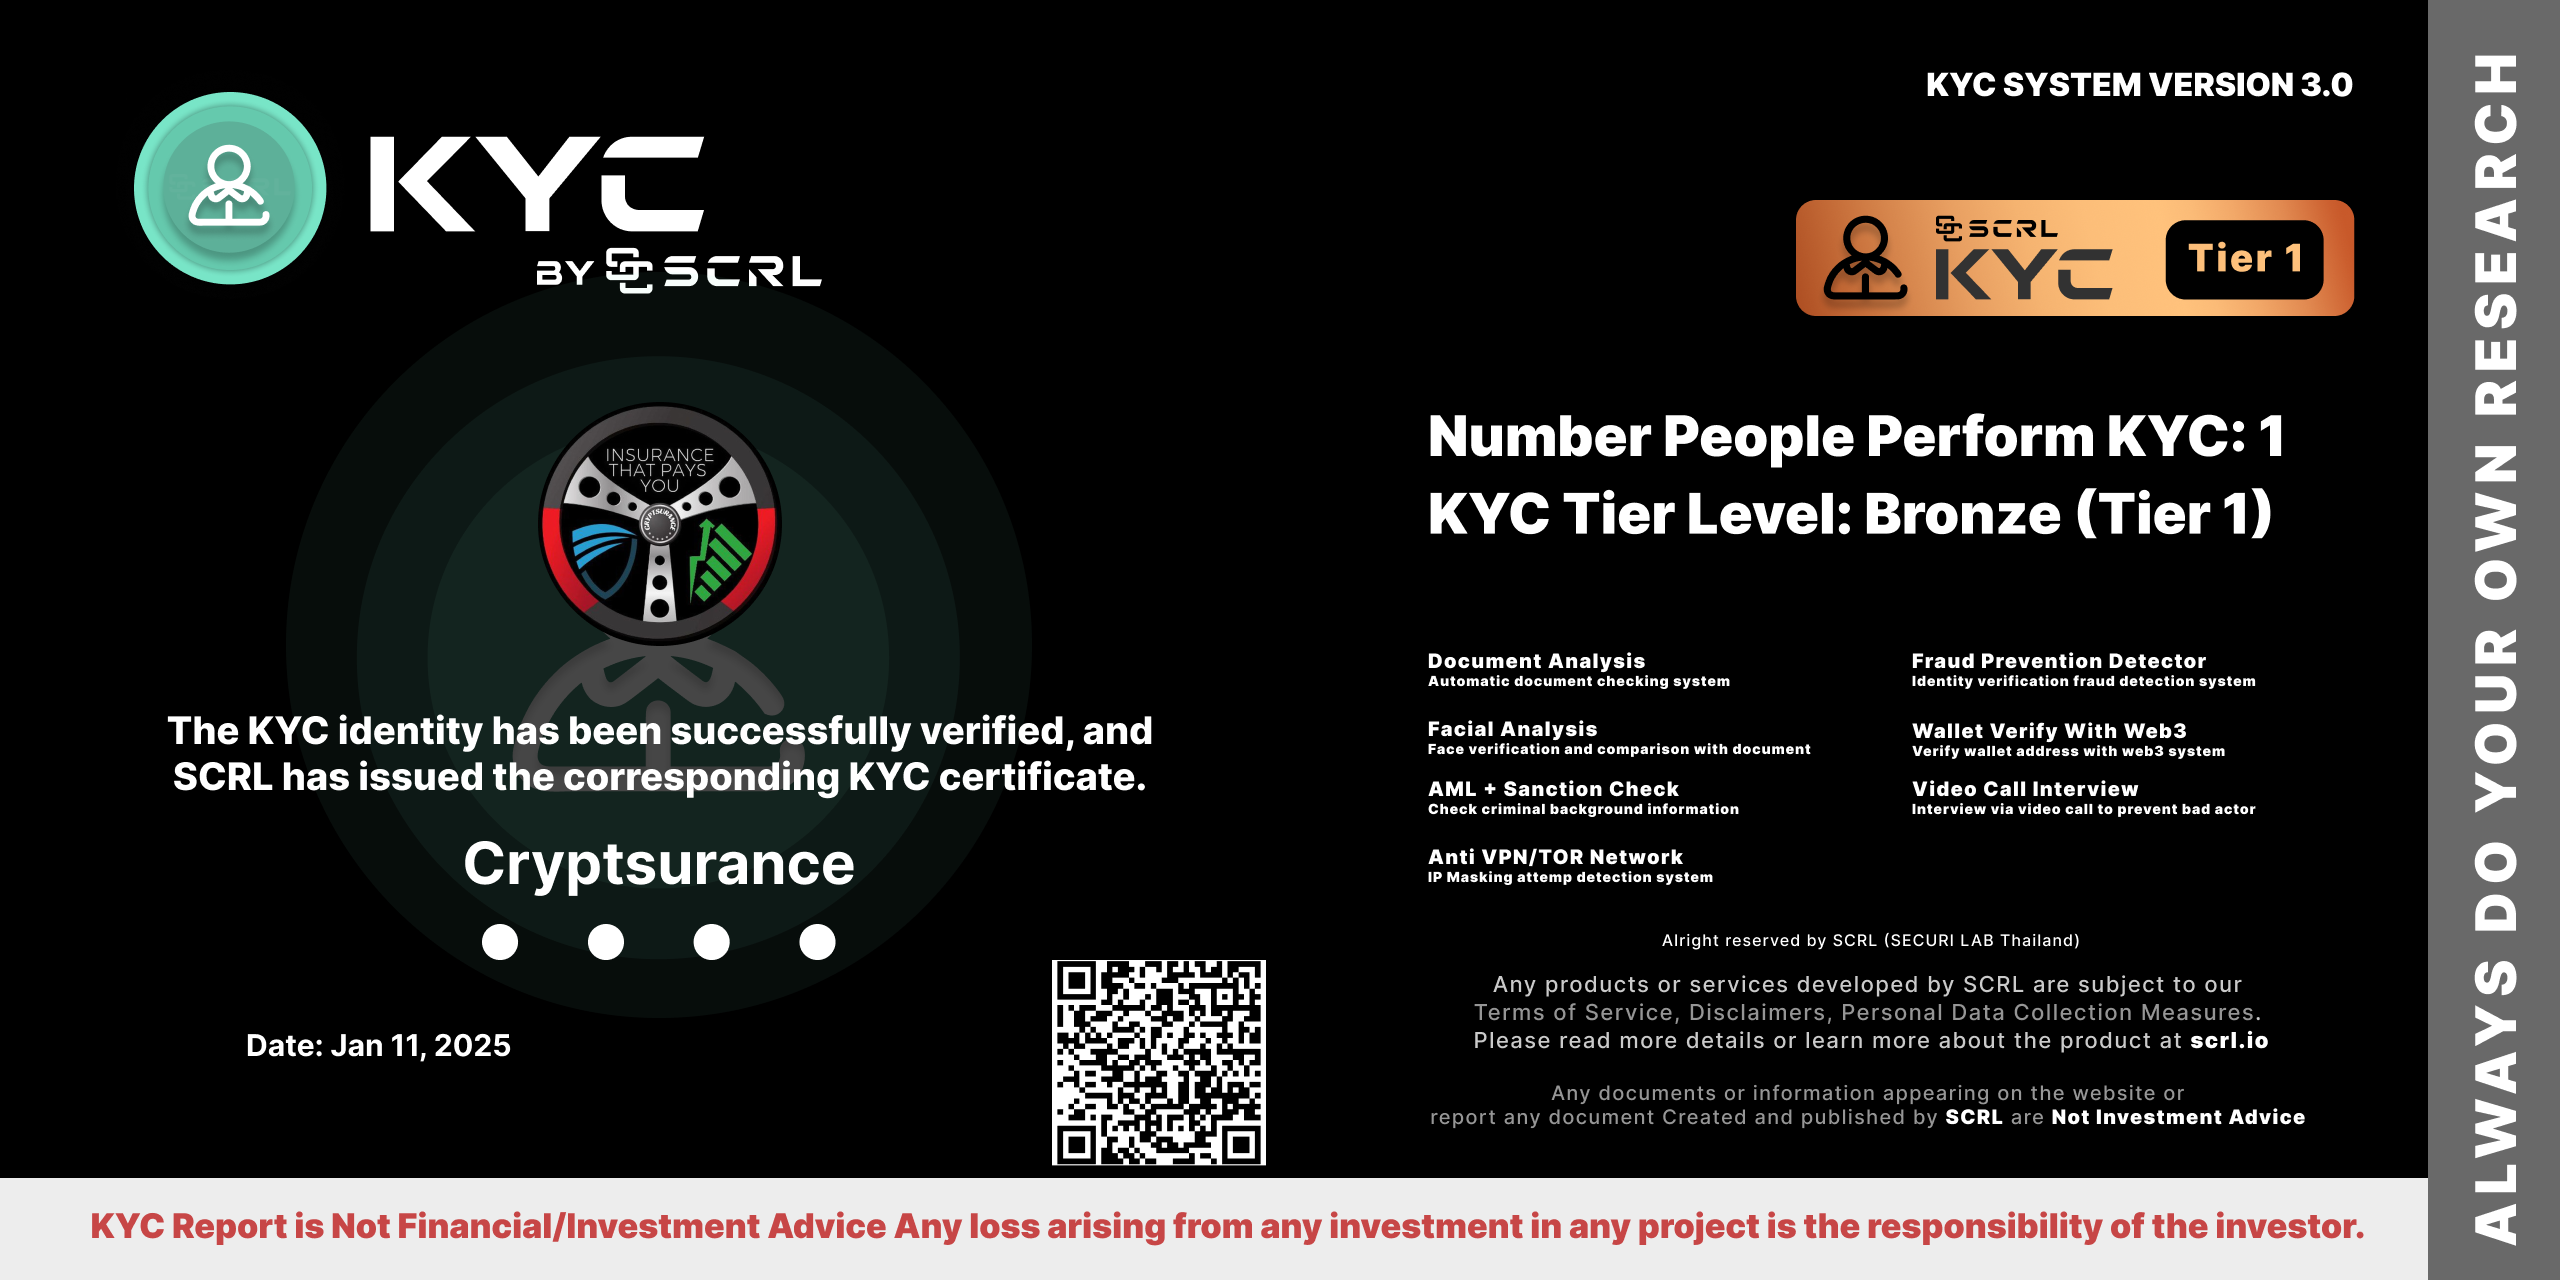 KYC SYSTEM VERSION 3.0
KYC
BY SCRL
SCRL
KYC
Tier 1
INSURANCE
THAT PAYS
YOU
CRYPTSURANCE
The KYC identity has been successfully verified, and
SCRL has issued the corresponding KYC certificate.
Cryptsurance
Date: Jan 11, 2025
Number People Perform KYC: 1
KYC Tier Level: Bronze (Tier 1)
Document Analysis
Automatic document checking system
Facial Analysis
Face verification and comparison with document
AML + Sanction Check
Check criminal background information
Anti VPN/TOR Network
IP Masking attemp detection system
Fraud Prevention Detector
Identity verification fraud detection system
Wallet Verify With Web3
Verify wallet address with web3 system
Video Call Interview
Interview via video call to prevent bad actor
Alright reserved by SCRL (SECURI LAB Thailand)
Any products or services developed by SCRL are subject to our
Terms of Service, Disclaimers, Personal Data Collection Measures.
Please read more details or learn more about the product at scrl.io
Any documents or information appearing on the website or
report any document Created and published by SCRL are Not Investment Advice
KYC Report is Not Financial/Investment Advice Any loss arising from any investment in any project is the responsibility of the investor.
ALWAYS DO YOUR OWN RESEARCH